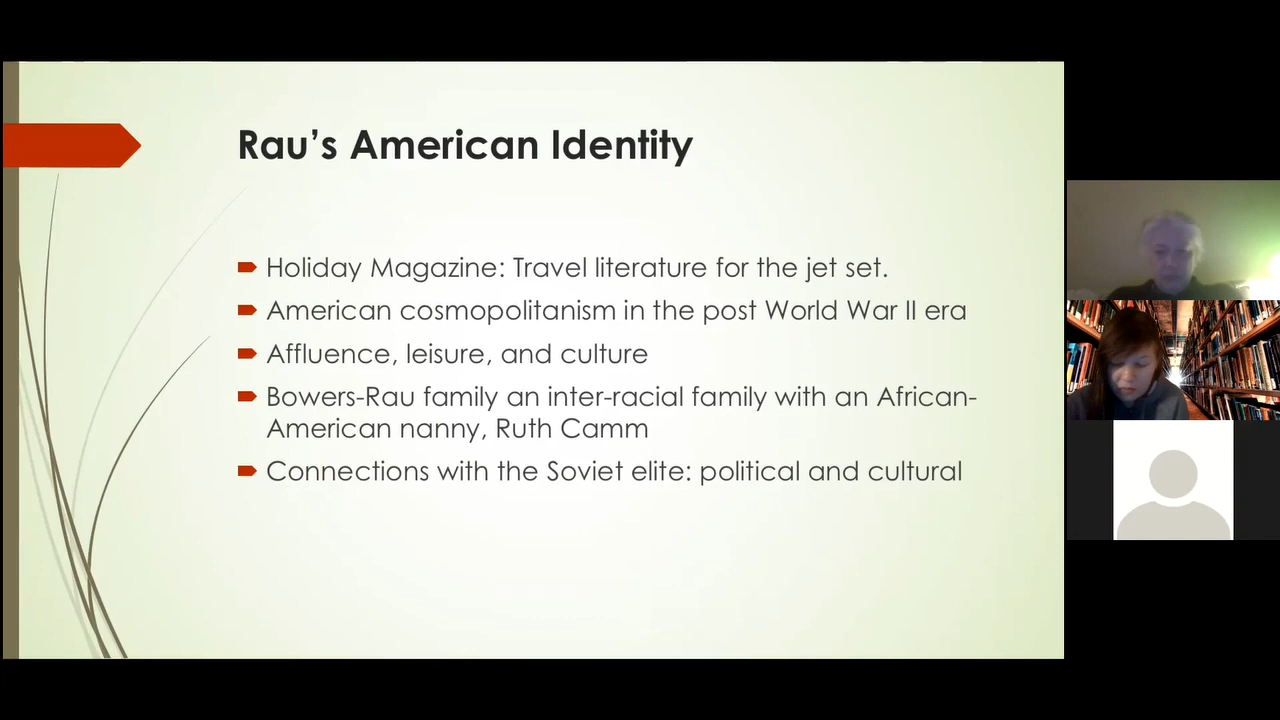 Rau’s American Identity
Holiday Magazine: Travel literature for the jet set.
American cosmopolitanism in the post World War II era
Affluence, leisure, and culture
Bowers-Rau family an inter-racial family with an African-
American nanny, Ruth Camm
Connections with the Soviet elite: political and cultural